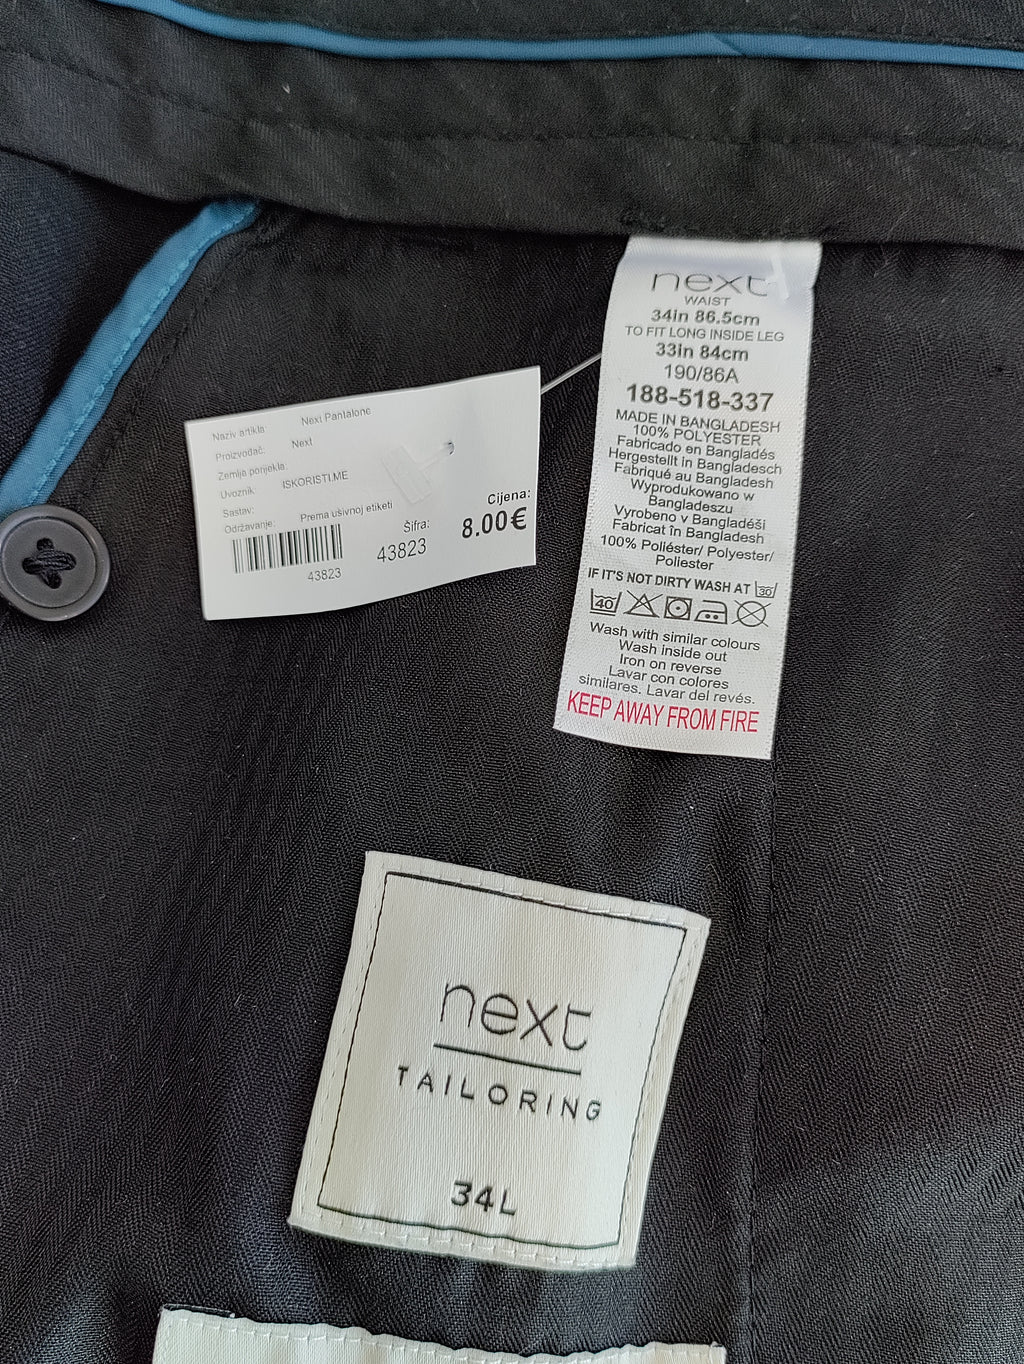 next
WAIST
34in 86.5cm
TO FIT LONG INSIDE LEG
33in 84cm
190/86A
188-518-337
MADE IN BANGLADESH
100% POLYESTER
Fabricado en Bangladés
Hergestellt in Bangladesch
Fabriqué au Bangladesh
Wyprodukowano w
Bangladeszu
Vyrobeno v Bangladéši
Fabricat în Bangladesh
100% Poliéster/ Polyester/
Poliester
IF IT'S NOT DIRTY WASH AT 30
40
Wash with similar colours
Wash inside out
Iron on reverse
Lavar con colores
similares. Lavar del revés.
KEEP AWAY FROM FIRE
Naziv artikla: Next Pantalone
Proizvođač: Next
Zemlja porijekla:
Uvoznik: ISKORISTI.ME
Sastav:
Održavanje: Prema ušivnoj etiketi
Šifra:
43823
Cijena:
8.00€
43823
next
TAILORING
34L